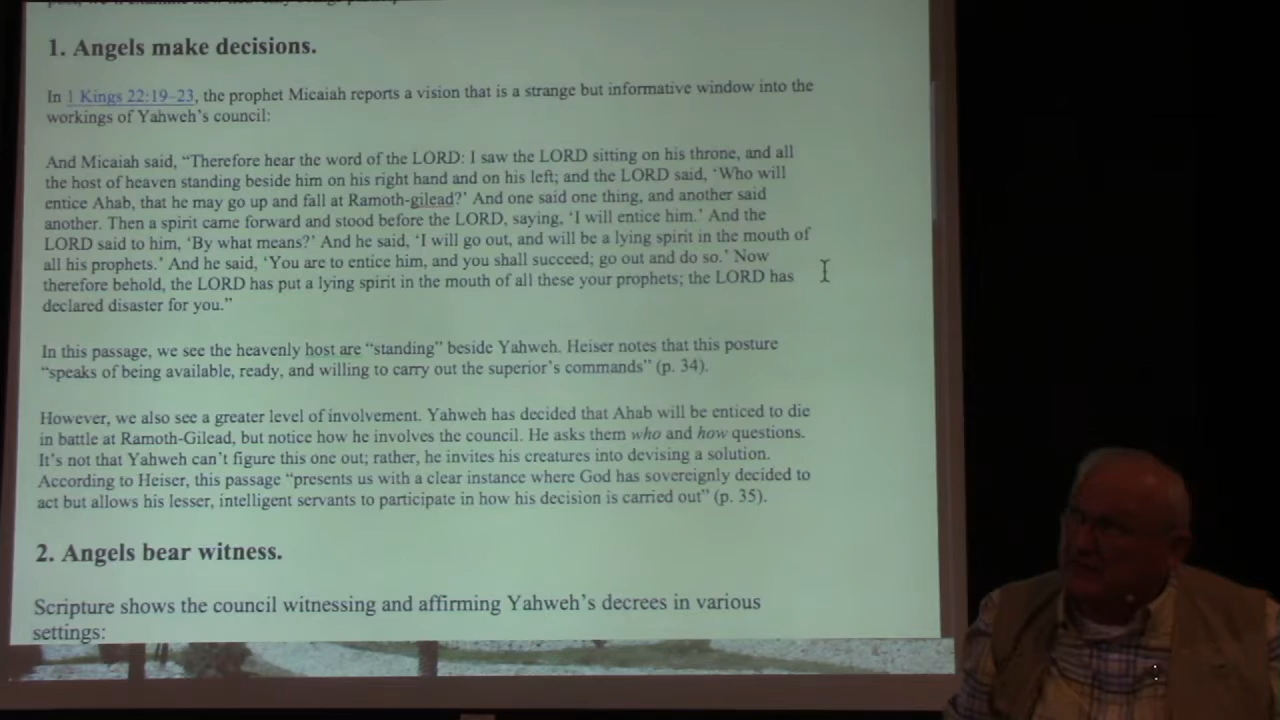 1. Angels make decisions.
In 1 Kings 22:19–23, the prophet Micaiah reports a vision that is a strange but informative window into the
workings of Yahweh's council:
And Micaiah said, “Therefore hear the word of the LORD: I saw the LORD sitting on his throne, and all
the host of heaven standing beside him on his right hand and on his left; and the LORD said, ‘Who will
entice Ahab, that he may go up and fall at Ramoth-gilead?’ And one said one thing, and another said
another. Then a spirit came forward and stood before the LORD, saying, ‘I will entice him.’ And the
LORD said to him, ‘By what means?’ And he said, ‘I will go out, and will be a lying spirit in the mouth of
all his prophets.’ And he said, ‘You are to entice him, and you shall succeed; go out and do so.’ Now
therefore behold, the LORD has put a lying spirit in the mouth of all these your prophets; the LORD has
declared disaster for you.”
In this passage, we see the heavenly host are “standing” beside Yahweh. Heiser notes that this posture
“speaks of being available, ready, and willing to carry out the superior's commands” (p. 34).
However, we also see a greater level of involvement. Yahweh has decided that Ahab will be enticed to die
in battle at Ramoth-Gilead, but notice how he involves the council. He asks them who and how questions.
It's not that Yahweh can't figure this one out; rather, he invites his creatures into devising a solution.
According to Heiser, this passage “presents us with a clear instance where God has sovereignly decided to
act but allows his lesser, intelligent servants to participate in how his decision is carried out” (p. 35).
2. Angels bear witness.
Scripture shows the council witnessing and affirming Yahweh's decrees in various
settings: